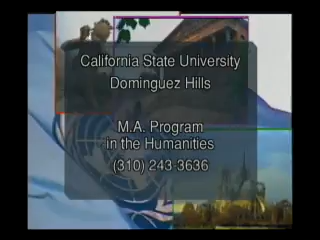 California State University
Dominguez Hills
M.A. Program
in the Humanities
(310) 243-3636